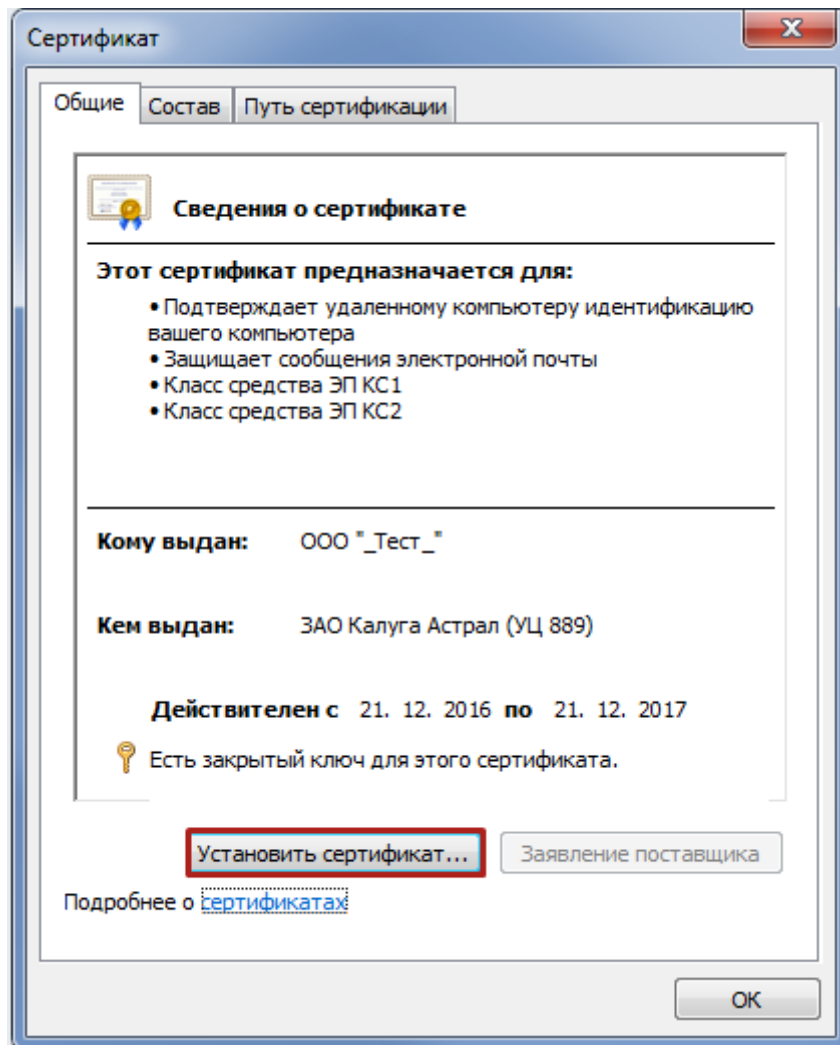 Сертификат
Общие Состав Путь сертификации
Сведения о сертификате
Этот сертификат предназначается для:
• Подтверждает удаленному компьютеру идентификацию
вашего компьютера
• Защищает сообщения электронной почты
• Класс средства ЭП КС1
• Класс средства ЭП КС2
Кому выдан: ООО "_Тест_"
Кем выдан: ЗАО Калуга Астрал (УЦ 889)
Действителен с 21. 12. 2016 по 21. 12. 2017
Есть закрытый ключ для этого сертификата.
Установить сертификат... Заявление поставщика
Подробнее о сертификатах
ОК